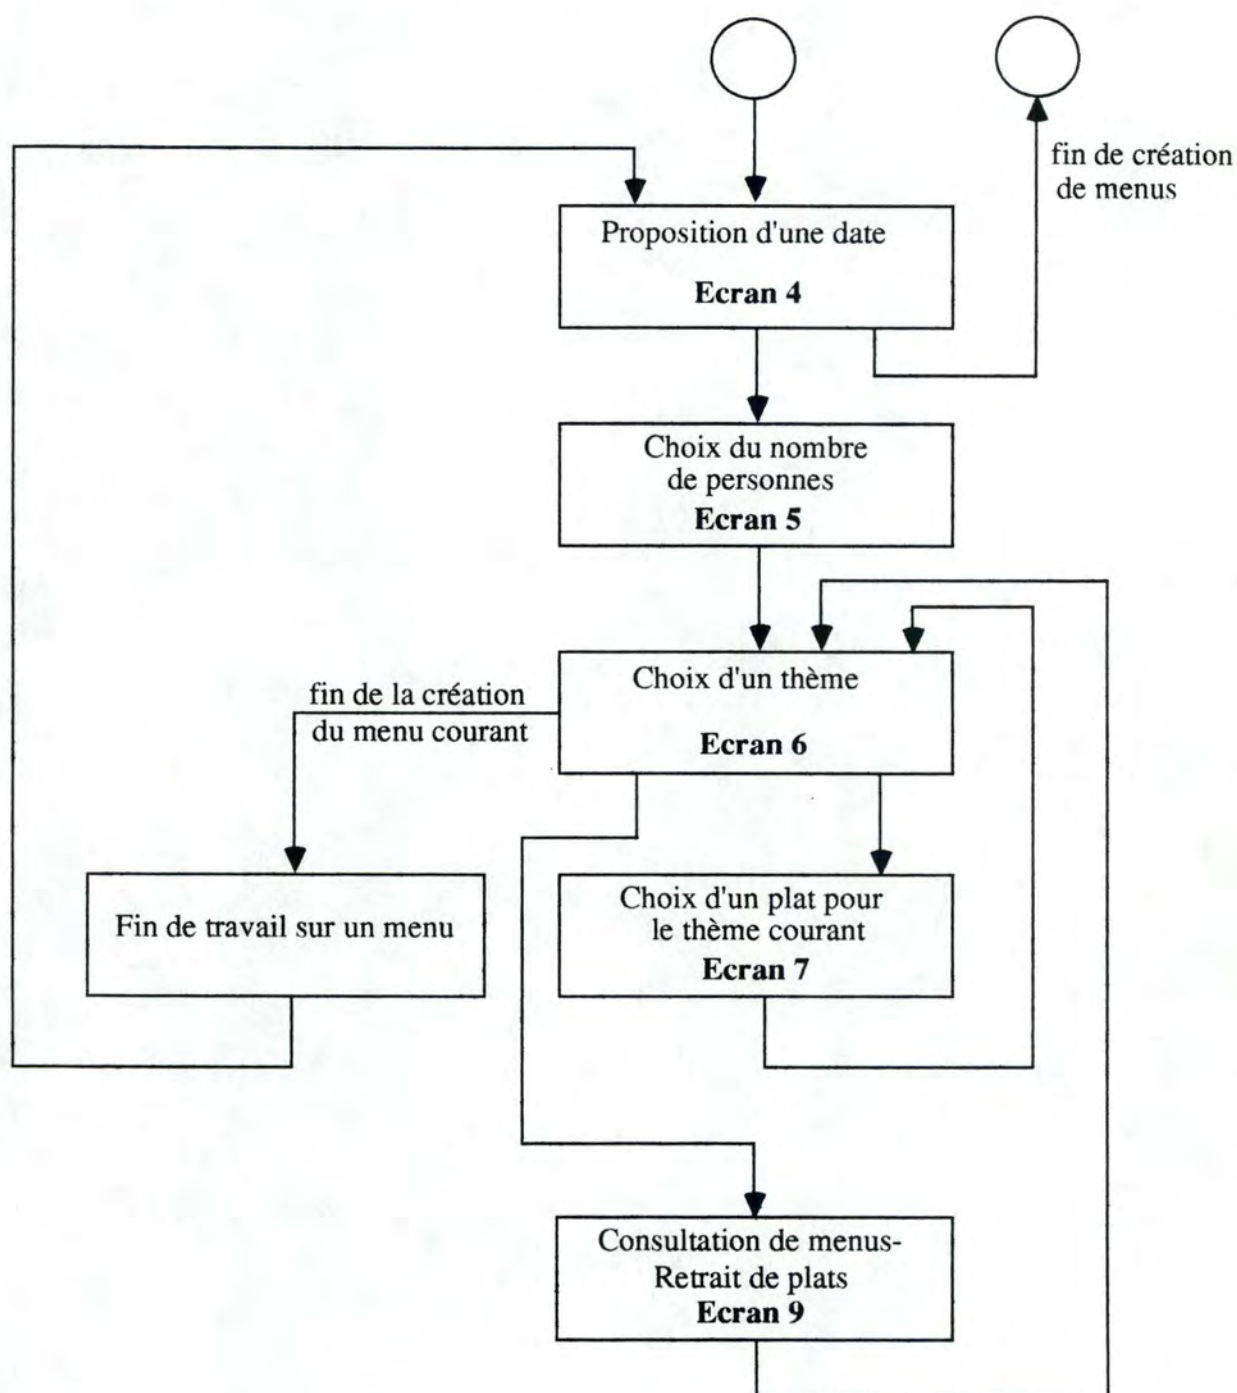 fin de création
de menus
Proposition d'une date
Ecran 4
Choix du nombre
de personnes
Ecran 5
Choix d'un thème
Ecran 6
fin de la création
du menu courant
Fin de travail sur un menu
Choix d'un plat pour
le thème courant
Ecran 7
Consultation de menus-
Retrait de plats
Ecran 9